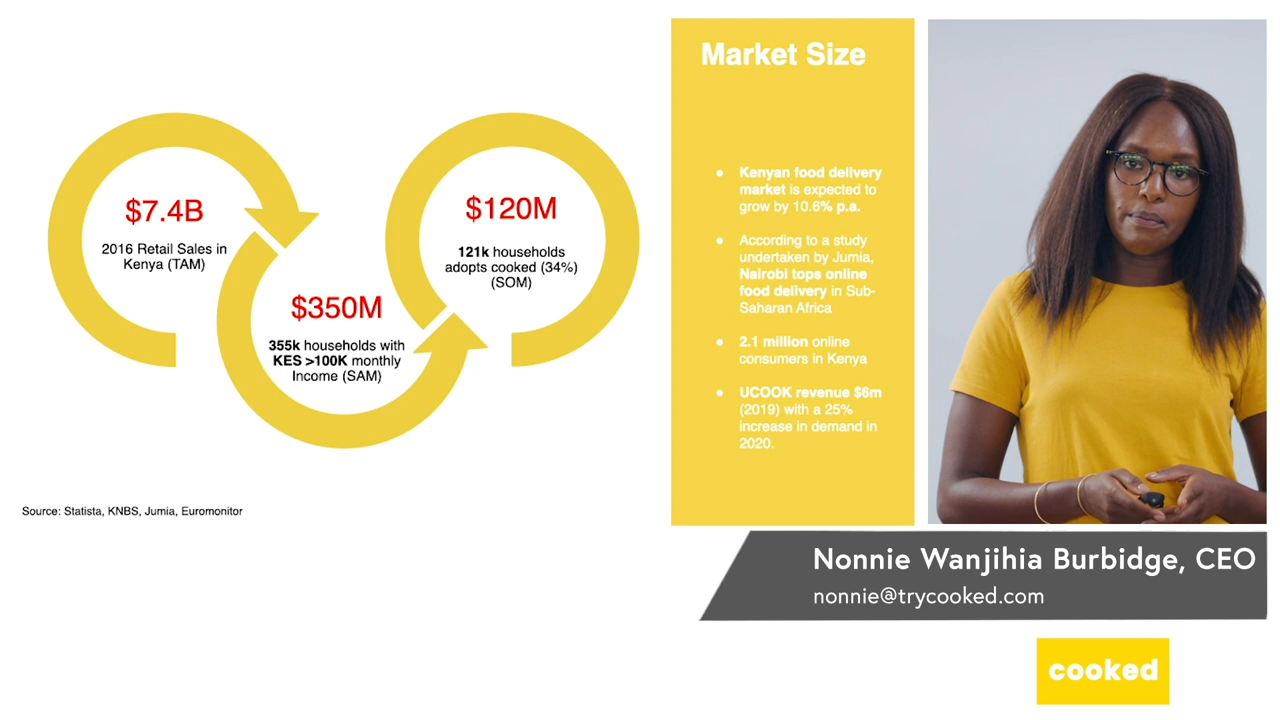 $7.4B
2016 Retail Sales in
Kenya (TAM)
$350M
355k households with
KES >100K monthly
Income (SAM)
$120M
121k households
adopts cooked (34%)
(SOM)
Source: Statista, KNBS, Jumia, Euromonitor
Market Size
● Kenyan food delivery
market is expected to
grow by 10.6% p.a.
● According to a study
undertaken by Jumia,
Nairobi tops online
food delivery in Sub-
Saharan Africa
● 2.1 million online
consumers in Kenya
● UCOOK revenue $6m
(2019) with a 25%
increase in demand in
2020.
Nonnie Wanjihia Burbidge, CEO
nonnie@trycooked.com
cooked